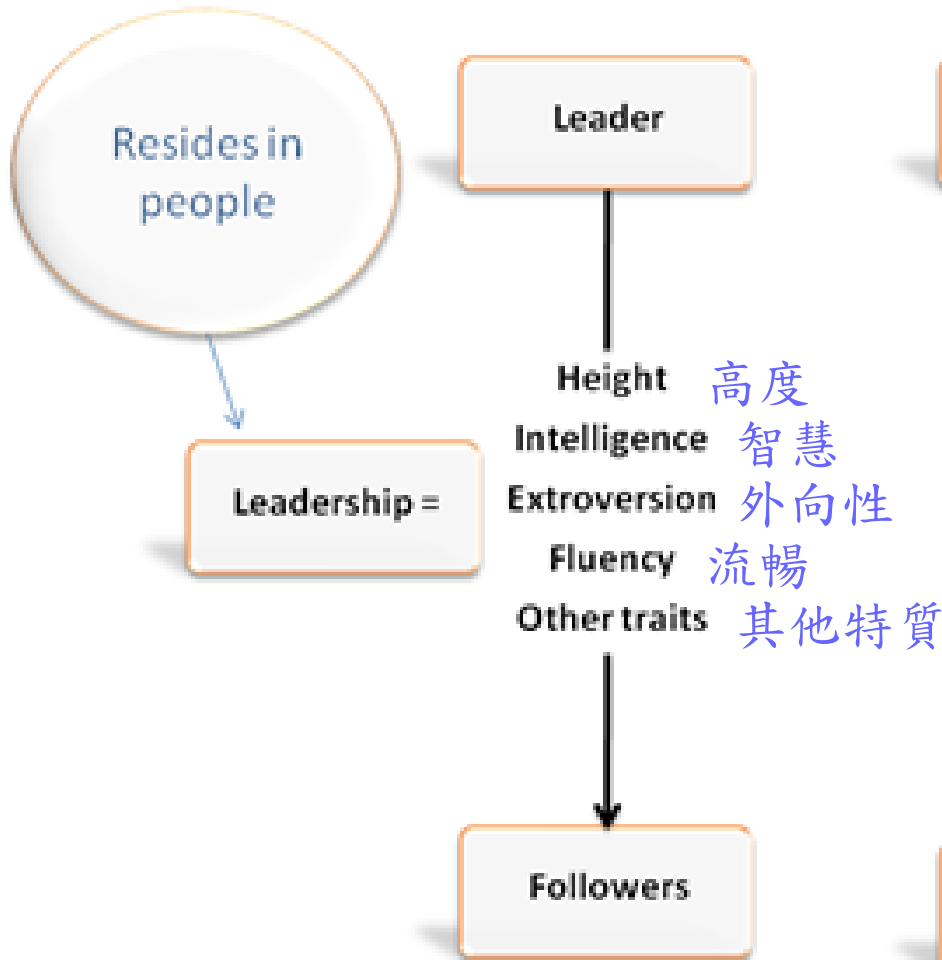 Resides in
people
Leader
Height 高度
Intelligence 智慧
Leadership =
Extroversion 外向性
Fluency 流暢
Other traits 其他特質
Followers